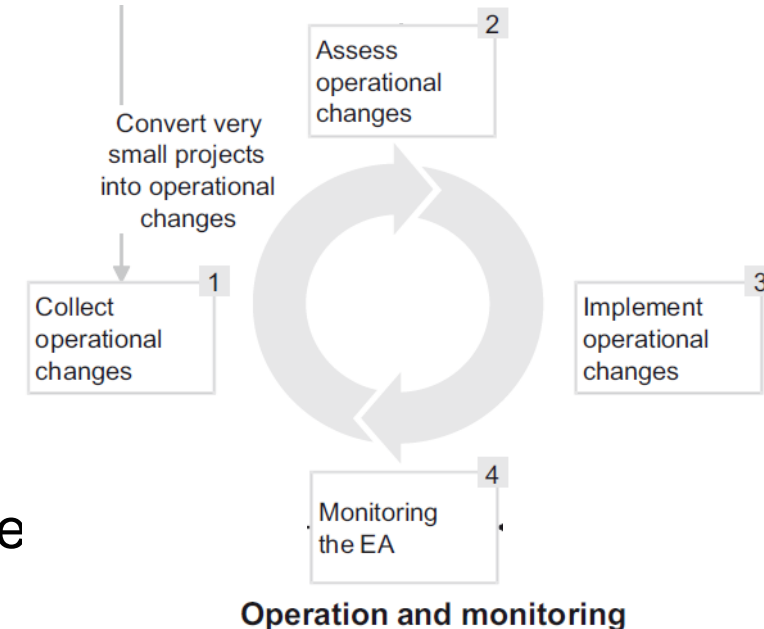 2
Assess
operational
changes
Convert very
small projects
into operational
changes
1
Collect
operational
changes
3
Implement
operational
changes
4
Monitoring
the EA
e
Operation and monitoring